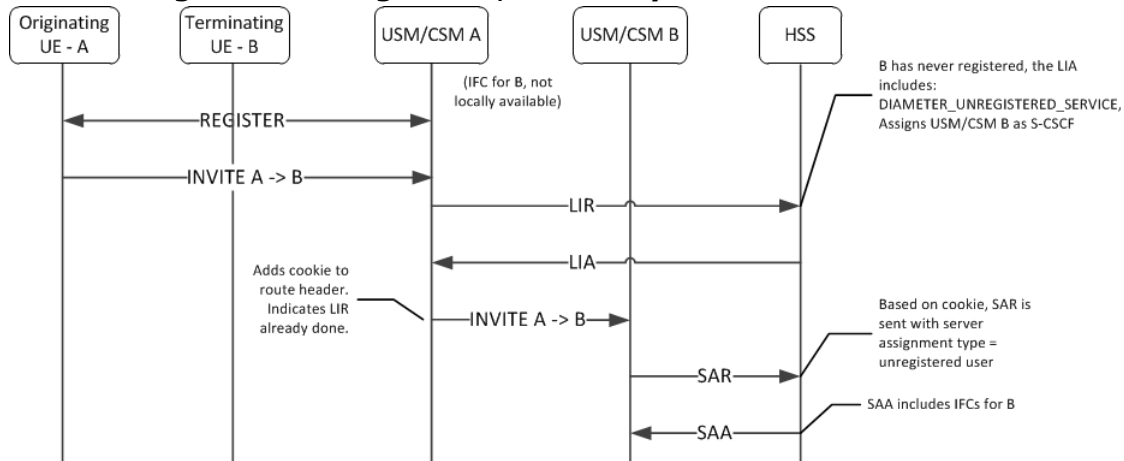 Originating
UE - A
Terminating
UE - B
USM/CSM A
USM/CSM B
HSS
(IFC for B, not
locally available)
B has never registered, the LIA
includes:
DIAMETER_UNREGISTERED_SERVICE,
Assigns USM/CSM B as S-CSCF
REGISTER
INVITE A -> B
LIR
LIA
Adds cookie to
route header.
Indicates LIR
already done.
INVITE A -> B
Based on cookie, SAR is
sent with server
assignment type =
unregistered user
SAR
SAA includes IFCs for B
SAA